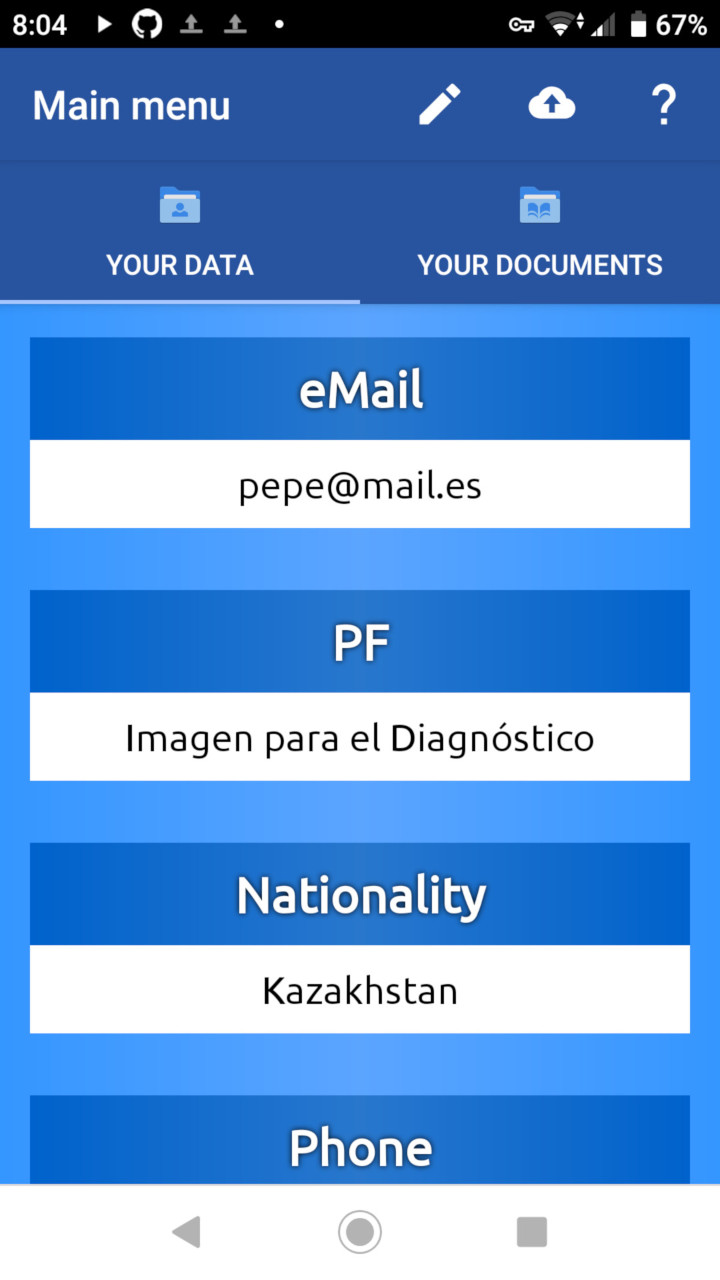 8:04
67%
Main menu
?
YOUR DATA
YOUR DOCUMENTS
eMail
pepe@mail.es
PF
Imagen para el Diagnóstico
Nationality
Kazakhstan
Phone